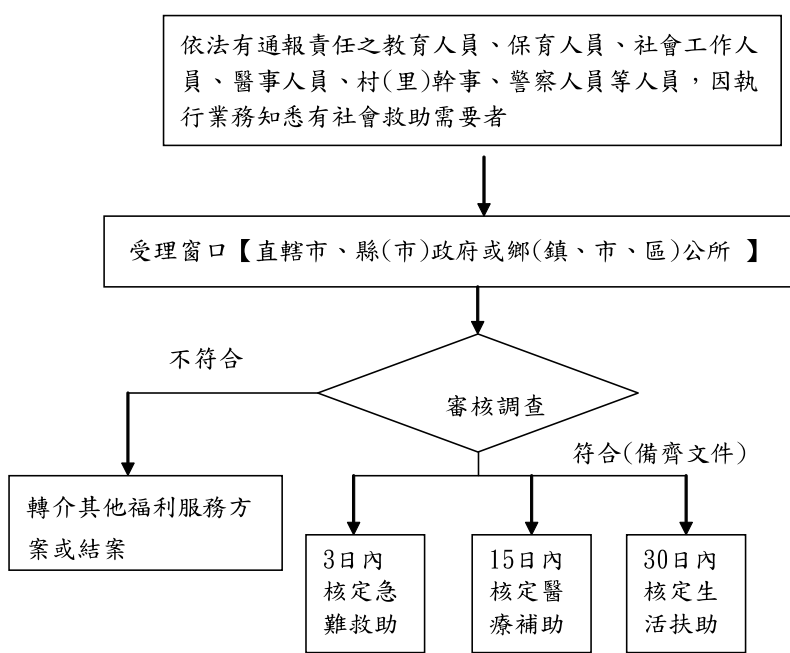 依法有通報責任之教育人員、保育人員、社會工作人
員、醫事人員、村(里)幹事、警察人員等人員，因執
行業務知悉有社會救助需要者
受理窗口【直轄市、縣(市)政府或鄉(鎮、市、區)公所 】
不符合
審核調查
符合(備齊文件)
轉介其他福利服務方
案或結案
3日內
核定急
難救助
15日內
核定醫
療補助
30日內
核定生
活扶助